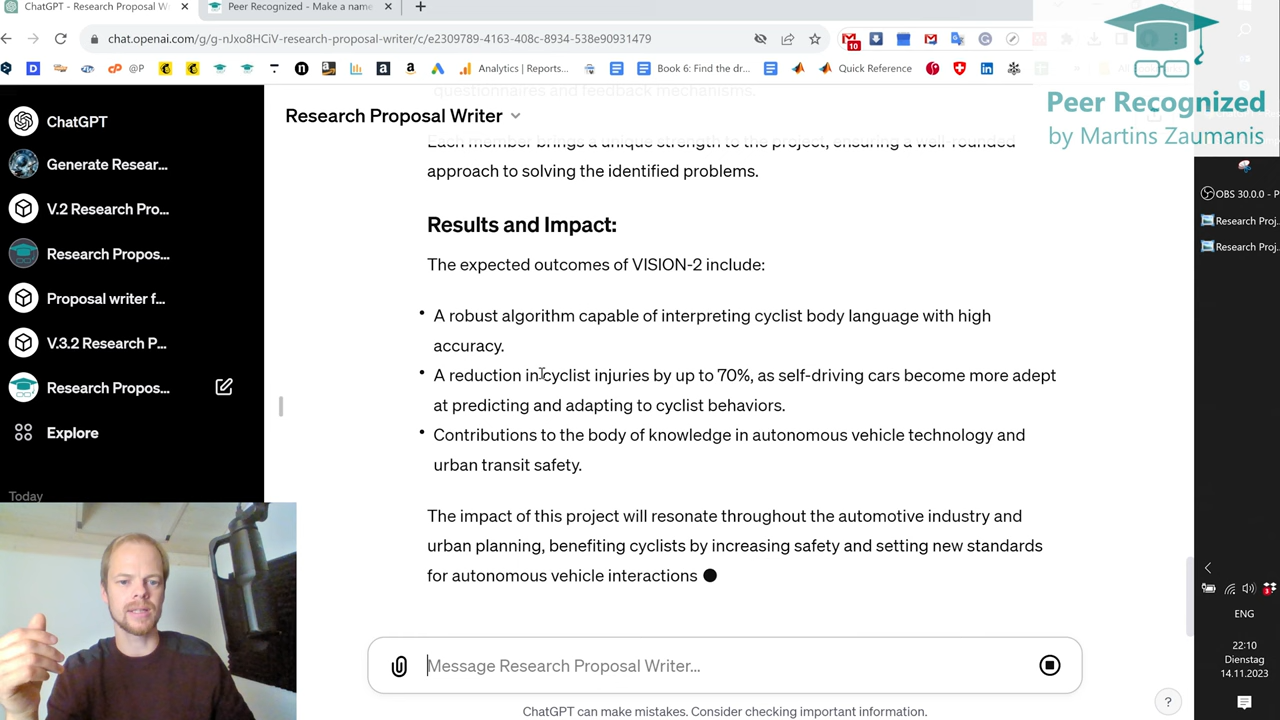 ChatGPT - Research Proposal W
Peer Recognized - Make a name
chat.openai.com/g/g-nJxo8HCiV-research-proposal-writer/c/e2309789-4163-408c-8934-538e90931479
10
@P
Analytica | Reports...
Book 6: Find the dr...
Quick Reference
Peer Recognized
by Martins Zaumanis
ChatGPT
Generate Resear...
V.2 Research Pro...
Research Propos...
Proposal writer f...
V.3.2 Research P...
Research Propos...
Explore
Today
Research Proposal Writer
questionnaires and feedback mechanisms.
Each member brings a unique strength to the project, ensuring a well-rounded
approach to solving the identified problems.
Results and Impact:
The expected outcomes of VISION-2 include:
• A robust algorithm capable of interpreting cyclist body language with high
accuracy.
• A reduction in cyclist injuries by up to 70%, as self-driving cars become more adept
at predicting and adapting to cyclist behaviors.
• Contributions to the body of knowledge in autonomous vehicle technology and
urban transit safety.
The impact of this project will resonate throughout the automotive industry and
urban planning, benefiting cyclists by increasing safety and setting new standards
for autonomous vehicle interactions
Message Research Proposal Writer...
ChatGPT can make mistakes. Consider checking important information.
?
OBS 30.0.0 - P
Research Proj...
Research Proj...
ENG
22:10
Dienstag
14.11.2023